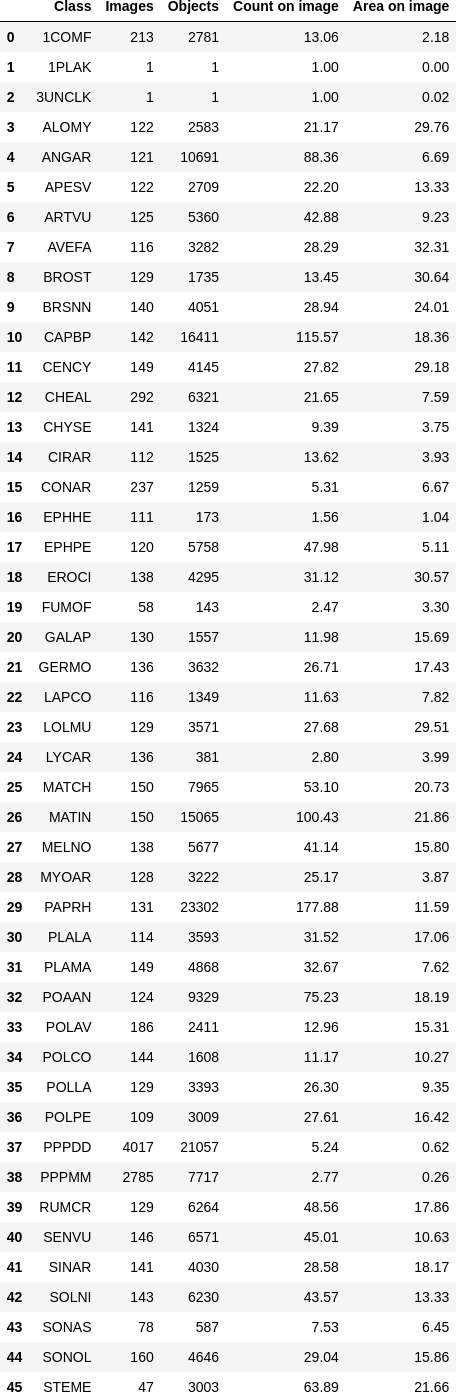 Class Images Objects Count on image Area on image
0 1COMF 213 2781 13.06 2.18
1 1PLAK 1 1 1.00 0.00
2 3UNCLK 1 1 1.00 0.02
3 ALOMY 122 2583 21.17 29.76
4 ANGAR 121 10691 88.36 6.69
5 APESV 122 2709 22.20 13.33
6 ARTVU 125 5360 42.88 9.23
7 AVEFA 116 3282 28.29 32.31
8 BROST 129 1735 13.45 30.64
9 BRSNN 140 4051 28.94 24.01
10 CAPBP 142 16411 115.57 18.36
11 CENCY 149 4145 27.82 29.18
12 CHEAL 292 6321 21.65 7.59
13 CHYSE 141 1324 9.39 3.75
14 CIRAR 112 1525 13.62 3.93
15 CONAR 237 1259 5.31 6.67
16 EPHHE 111 173 1.56 1.04
17 EPHPE 120 5758 47.98 5.11
18 EROCI 138 4295 31.12 30.57
19 FUMOF 58 143 2.47 3.30
20 GALAP 130 1557 11.98 15.69
21 GERMO 136 3632 26.71 17.43
22 LAPCO 116 1349 11.63 7.82
23 LOLMU 129 3571 27.68 29.51
24 LYCAR 136 381 2.80 3.99
25 MATCH 150 7965 53.10 20.73
26 MATIN 150 15065 100.43 21.86
27 MELNO 138 5677 41.14 15.80
28 MYOAR 128 3222 25.17 3.87
29 PAPRH 131 23302 177.88 11.59
30 PLALA 114 3593 31.52 17.06
31 PLAMA 149 4868 32.67 7.62
32 POAAN 124 9329 75.23 18.19
33 POLAV 186 2411 12.96 15.31
34 POLCO 144 1608 11.17 10.27
35 POLLA 129 3393 26.30 9.35
36 POLPE 109 3009 27.61 16.42
37 PPPDD 4017 21057 5.24 0.62
38 PPPMM 2785 7717 2.77 0.26
39 RUMCR 129 6264 48.56 17.86
40 SENVU 146 6571 45.01 10.63
41 SINAR 141 4030 28.58 18.17
42 SOLNI 143 6230 43.57 13.33
43 SONAS 78 587 7.53 6.45
44 SONOL 160 4646 29.04 15.86
45 STEME 47 3003 63.89 21.66